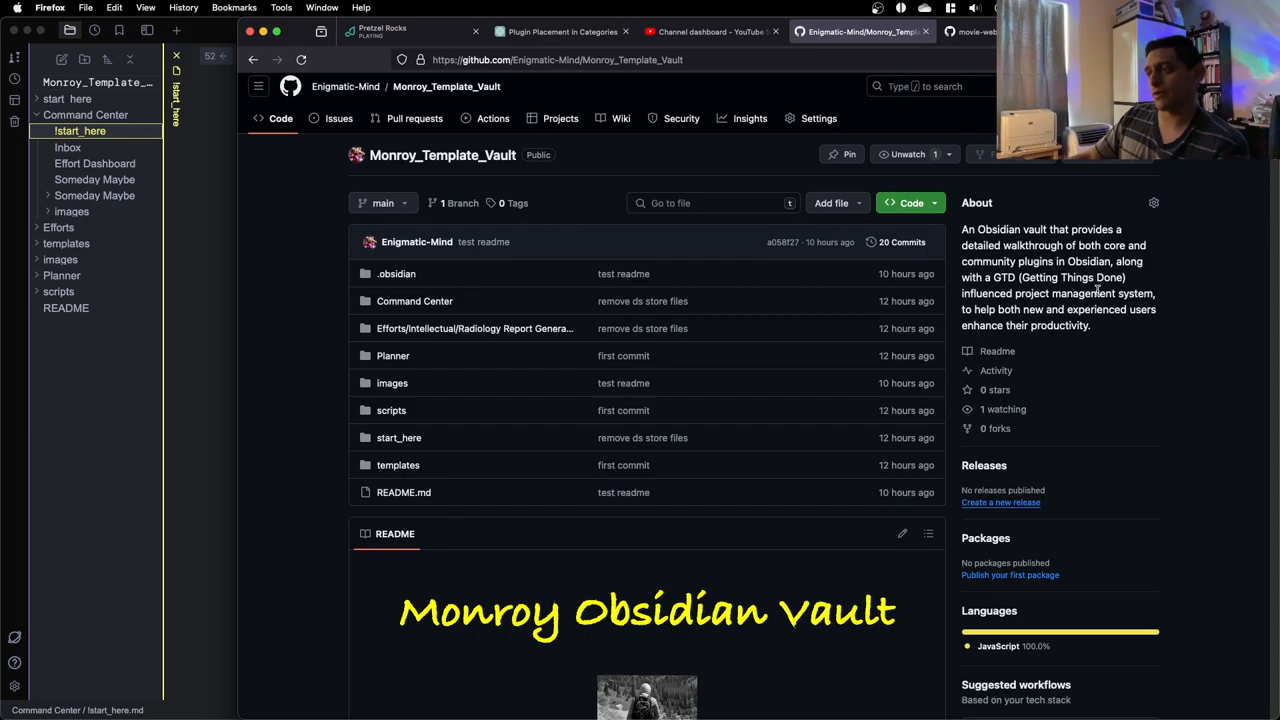 Firefox File Edit View History Bookmarks Tools Window Help
Pretzel Rocks
PLAYING
Plugin Placement in Categories
Channel dashboard - YouTube S
Enigmatic-Mind/Monroy_Templa
movie-web
https://github.com/Enigmatic-Mind/Monroy_Template_Vault
Enigmatic-Mind / Monroy_Template_Vault
Type / to search
Code Issues Pull requests Actions Projects Wiki Security Insights Settings
Monroy_Template_...
start here
Command Center
!start_here
Inbox
Effort Dashboard
Someday Maybe
Someday Maybe
images
Efforts
templates
images
Planner
scripts
README
52
!start_here
Command Center / !start_here.md
Monroy_Template_Vault Public
Pin
Unwatch 1
main
1 Branch
0 Tags
Go to file
t
Add file
Code
Enigmatic-Mind test readme a058f27 · 10 hours ago 20 Commits
.obsidian test readme 10 hours ago
Command Center remove ds store files 12 hours ago
Efforts/Intellectual/Radiology Report Genera... remove ds store files 12 hours ago
Planner first commit 12 hours ago
images test readme 10 hours ago
scripts first commit 12 hours ago
start_here remove ds store files 12 hours ago
templates first commit 12 hours ago
README.md test readme 10 hours ago
README
Monroy Obsidian Vault
About
An Obsidian vault that provides a
detailed walkthrough of both core and
community plugins in Obsidian, along
with a GTD (Getting Things Done)
influenced project management system,
to help both new and experienced users
enhance their productivity.
Readme
Activity
0 stars
1 watching
0 forks
Releases
No releases published
Create a new release
Packages
No packages published
Publish your first package
Languages
JavaScript 100.0%
Suggested workflows
Based on your tech stack